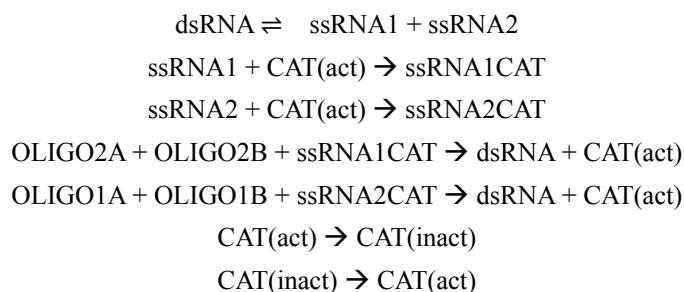 dsRNA ⇌ ssRNA1 + ssRNA2
ssRNA1 + CAT(act) → ssRNA1CAT
ssRNA2 + CAT(act) → ssRNA2CAT
OLIGO2A + OLIGO2B + ssRNA1CAT → dsRNA + CAT(act)
OLIGO1A + OLIGO1B + ssRNA2CAT → dsRNA + CAT(act)
CAT(act) → CAT(inact)
CAT(inact) → CAT(act)